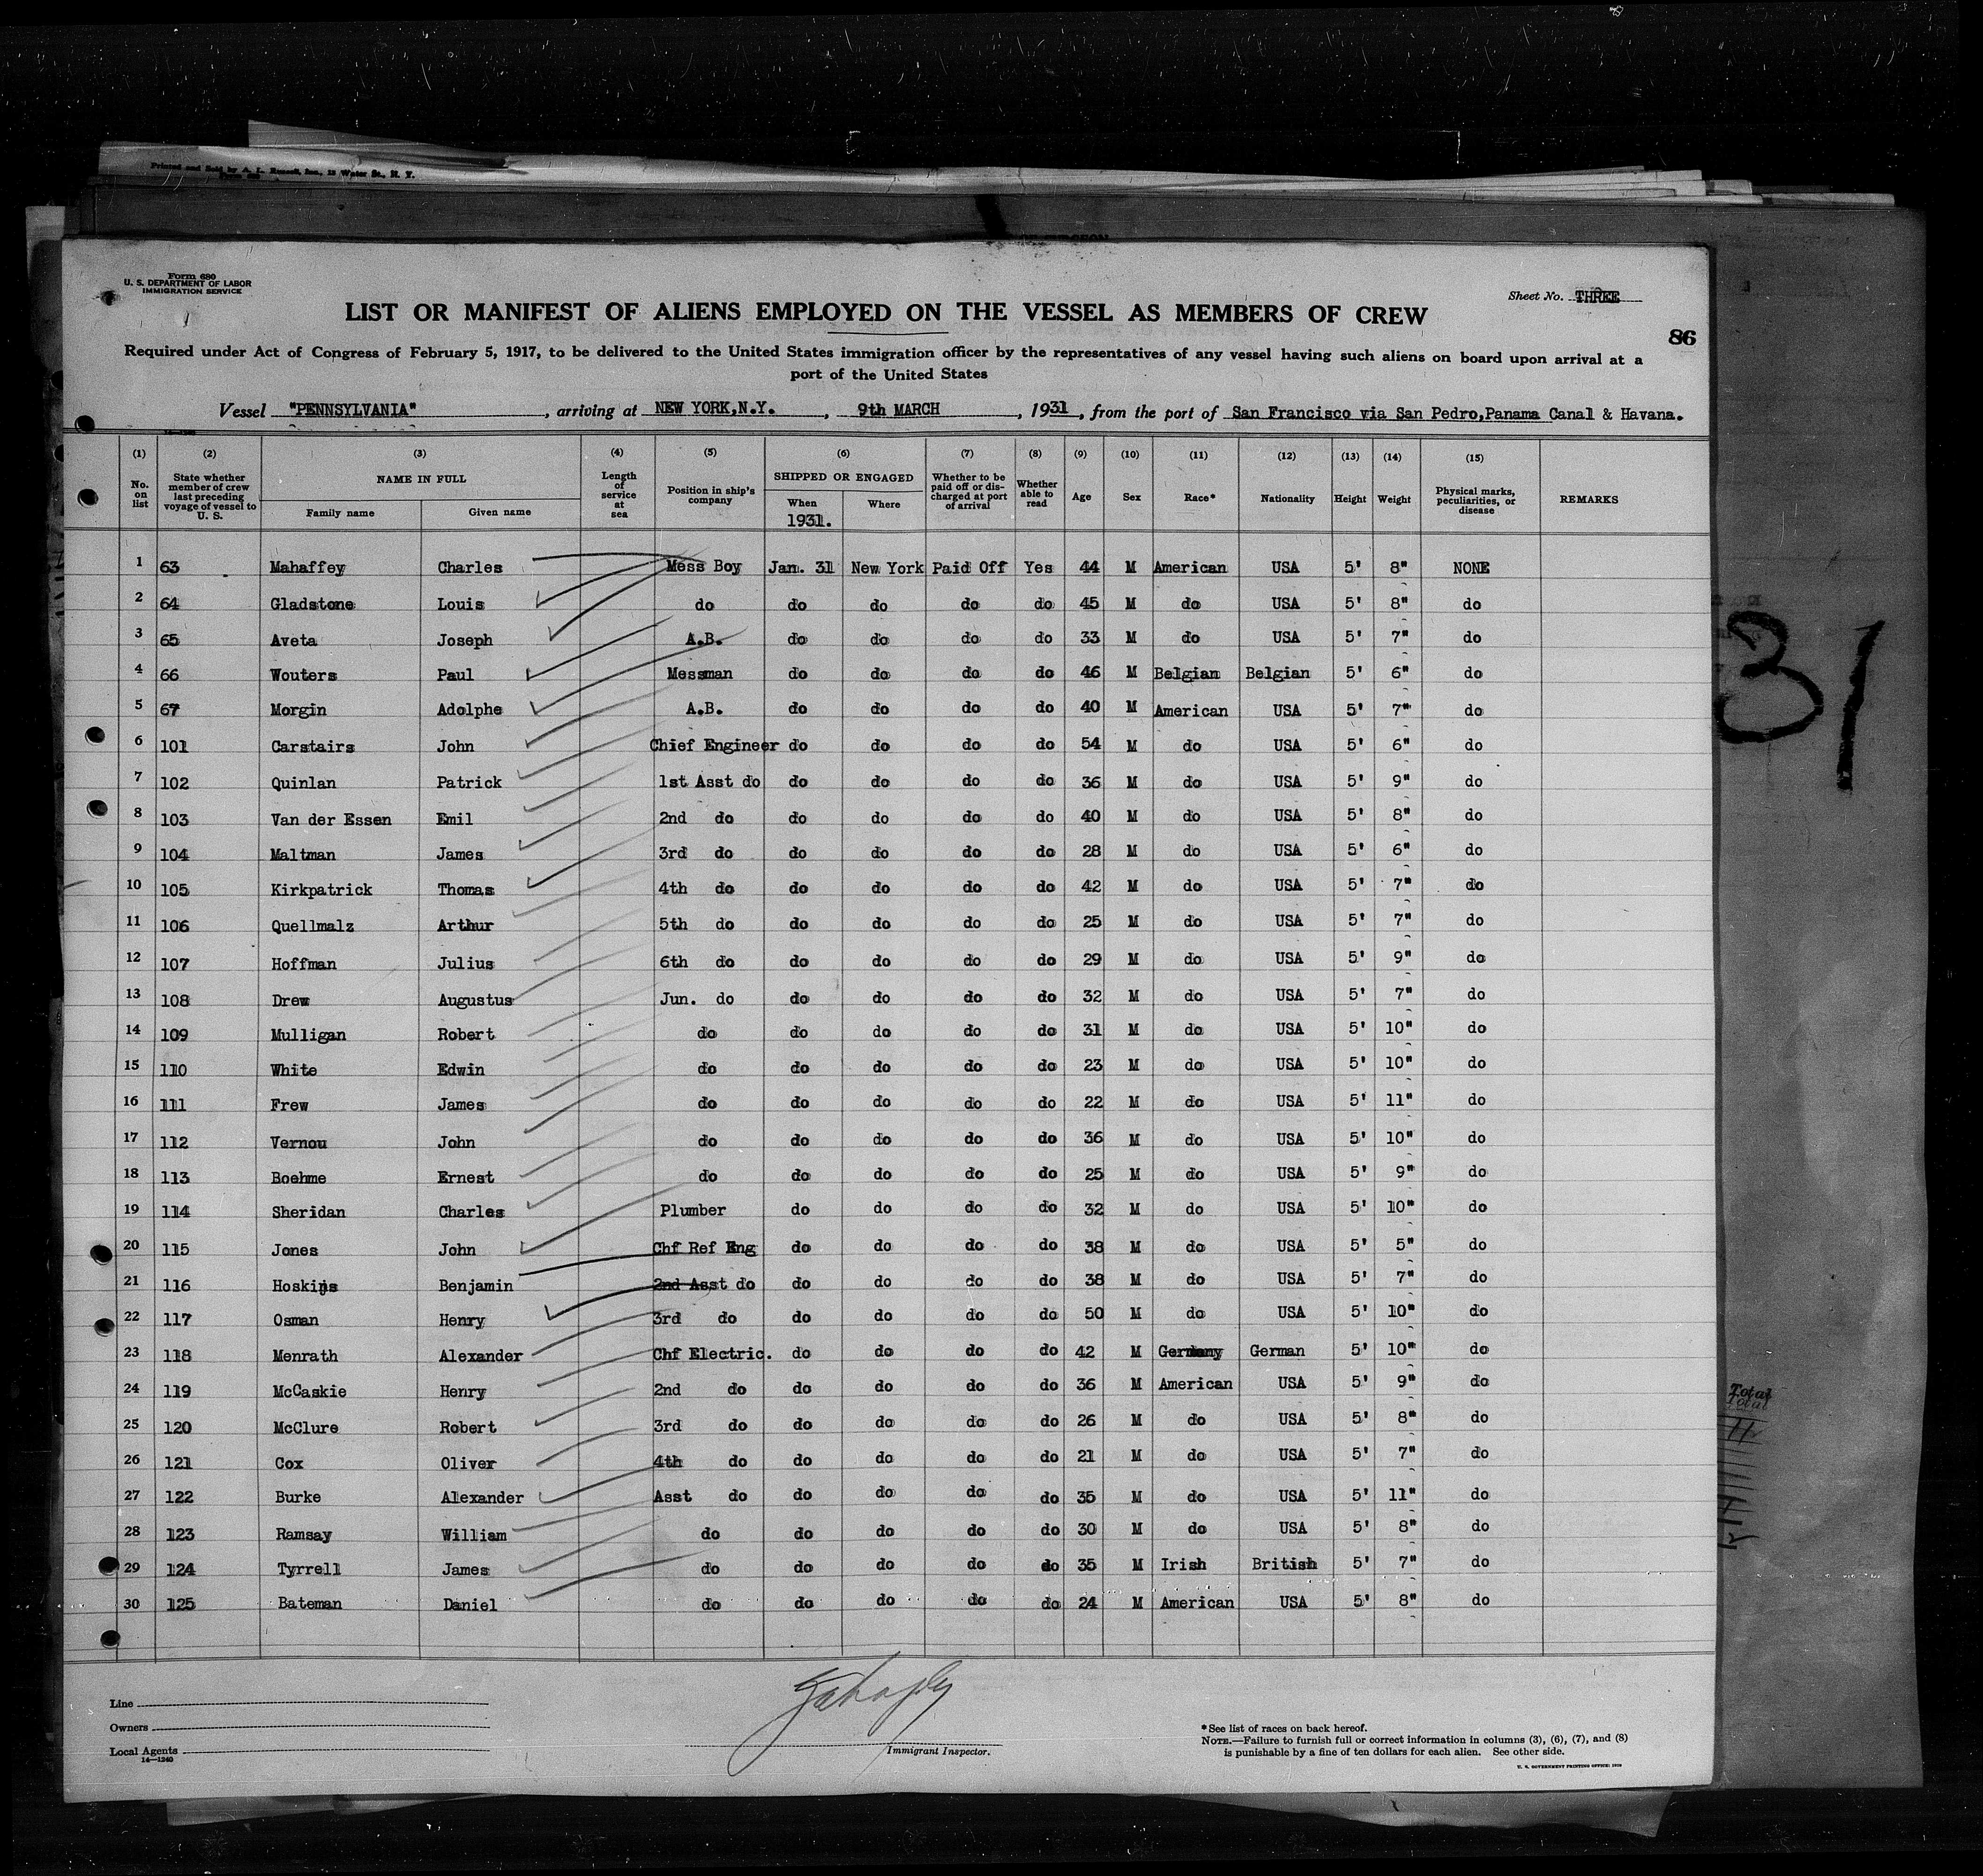 Printed and Sold by A. L. Russell, Inc., 12 Water St., N. Y.
Form 680
U. S. DEPARTMENT OF LABOR
IMMIGRATION SERVICE
Sheet No. THREE
LIST OR MANIFEST OF ALIENS EMPLOYED ON THE VESSEL AS MEMBERS OF CREW
86
Required under Act of Congress of February 5, 1917, to be delivered to the United States immigration officer by the representatives of any vessel having such aliens on board upon arrival at a
port of the United States
Vessel "PENNSYLVANIA", arriving at NEW YORK,N.Y., 9th MARCH, 1931, from the port of San Francisco via San Pedro,Panama Canal & Havana.
(1) (2) (3) (4) (5) (6) (7) (8) (9) (10) (11) (12) (13) (14) (15)
No. on list State whether member of crew last preceding voyage of vessel to U. S. NAME IN FULL Family name Given name Length of service at sea Position in ship's company SHIPPED OR ENGAGED When 1931. Where Whether to be paid off or discharged at port of arrival Whether able to read Age Sex Race* Nationality Height Weight Physical marks, peculiarities, or disease REMARKS
1 63 Mahaffey Charles Mess Boy Jan. 31 New York Paid Off Yes 44 M American USA 5' 8" NONE
2 64 Gladstone Louis do do do do do 45 M do USA 5' 8" do
3 65 Aveta Joseph A.B. do do do do 33 M do USA 5' 7" do
4 66 Wouters Paul Messman do do do do 46 M Belgian Belgian 5' 6" do
5 67 Morgin Adolphe A.B. do do do do 40 M American USA 5' 7" do
6 101 Carstairs John Chief Engineer do do do do 54 M do USA 5' 6" do
7 102 Quinlan Patrick 1st Asst do do do do do 36 M do USA 5' 9" do
8 103 Van der Essen Emil 2nd do do do do do 40 M do USA 5' 8" do
9 104 Maltman James 3rd do do do do do 28 M do USA 5' 6" do
10 105 Kirkpatrick Thomas 4th do do do do do 42 M do USA 5' 7" do
11 106 Quellmalz Arthur 5th do do do do do 25 M do USA 5' 7" do
12 107 Hoffman Julius 6th do do do do do 29 M do USA 5' 9" do
13 108 Drew Augustus Jun. do do do do do 32 M do USA 5' 7" do
14 109 Mulligan Robert do do do do do 31 M do USA 5' 10" do
15 110 White Edwin do do do do do 23 M do USA 5' 10" do
16 111 Frew James do do do do do 22 M do USA 5' 11" do
17 112 Vernou John do do do do do 36 M do USA 5' 10" do
18 113 Boehme Ernest do do do do do 25 M do USA 5' 9" do
19 114 Sheridan Charles Plumber do do do do 32 M do USA 5' 10" do
20 115 Jones John Chf Ref Eng do do do do 38 M do USA 5' 5" do
21 116 Hoskins Benjamin 2nd Asst do do do do do 38 M do USA 5' 7" do
22 117 Osman Henry 3rd do do do do do 50 M do USA 5' 10" do
23 118 Menrath Alexander Chf Electric. do do do do 42 M Germany German 5' 10" do
24 119 McCaskie Henry 2nd do do do do do 36 M American USA 5' 9" do
25 120 McClure Robert 3rd do do do do do 26 M do USA 5' 8" do
26 121 Cox Oliver 4th do do do do do 21 M do USA 5' 7" do
27 122 Burke Alexander Asst do do do do do 35 M do USA 5' 11" do
28 123 Ramsay William do do do do do 30 M do USA 5' 8" do
29 124 Tyrrell James do do do do do 35 M Irish British 5' 7" do
30 125 Bateman Daniel do do do do do 24 M American USA 5' 8" do
31
Total
Total
Line
Owners
Local Agents
14—1240
Immigrant Inspector.
*See list of races on back hereof.
NOTE.—Failure to furnish full or correct information in columns (3), (6), (7), and (8)
is punishable by a fine of ten dollars for each alien. See other side.